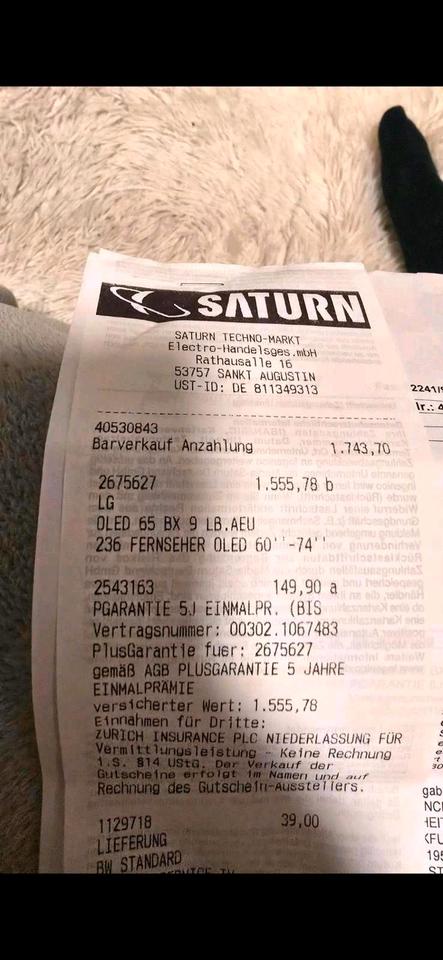 SATURN
SATURN TECHNO-MARKT
Electro-Handelsges.mbH
Rathausalle 16
53757 SANKT AUGUSTIN
UST-ID: DE 811349313
40530843
Barverkauf Anzahlung 1.743,70
2675627 1.555,78 b
LG
OLED 65 BX 9 LB.AEU
236 FERNSEHER OLED 60''-74''
2543163 149,90 a
PGARANTIE 5J EINMALPR. (BIS
Vertragsnummer: 00302.1067483
PlusGarantie fuer: 2675627
gemäß AGB PLUSGARANTIE 5 JAHRE
EINMALPRÄMIE
versicherter Wert: 1.555,78
Einnahmen für Dritte:
ZURICH INSURANCE PLC NIEDERLASSUNG FÜR
Vermittlungsleistung - Keine Rechnung
i.S. §14 UStG. Der Verkauf der
Gutscheine erfolgt im Namen und auf
Rechnung des Gutschein-Ausstellers.
1129718 39,00
LIEFERUNG
BW STANDARD